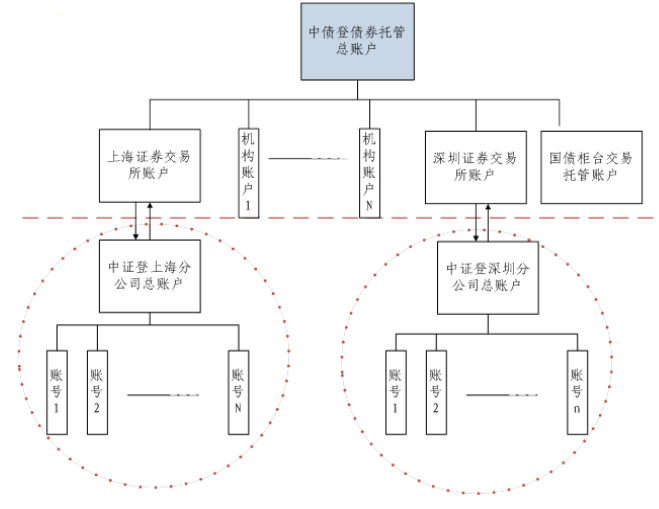 中债登债券托管
总账户
上海证券交易
所账户
机构账户1
机构账户N
深圳证券交易
所账户
国债柜台交易
托管账户
中证登上海分
公司总账户
中证登深圳分
公司总账户
账号1
账号2
账号N
账号1
账号2
账号n